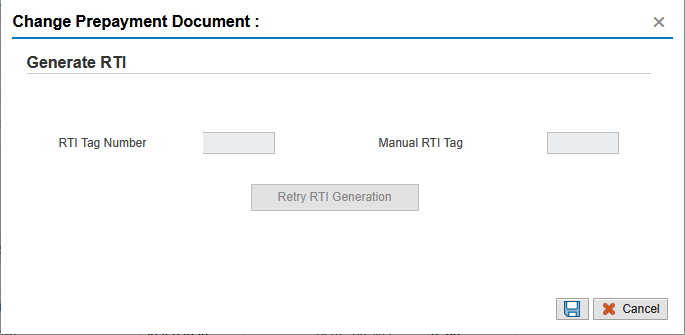 Change Prepayment Document :
Generate RTI
RTI Tag Number
Manual RTI Tag
Retry RTI Generation
Cancel